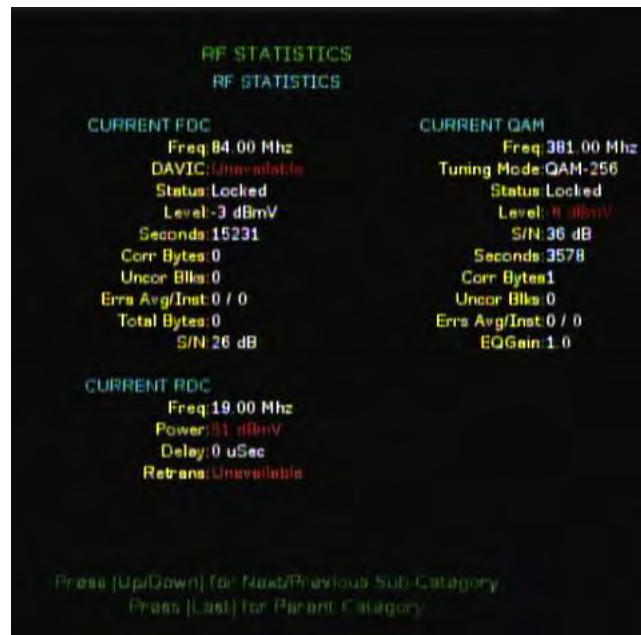 RF STATISTICS
RF STATISTICS
CURRENT FDC
Freq:84.00 Mhz
DAVIC:Unavailable
Status:Locked
Level:-3 dBmV
Seconds:15231
Corr Bytes:0
Uncor Blks:0
Errs Avg/Inst:0 / 0
Total Bytes:0
S/N:26 dB
CURRENT RDC
Freq:19.00 Mhz
Power:51 dBmV
Delay:0 uSec
Retrans:Unavailable
CURRENT QAM
Freq:381.00 Mhz
Tuning Mode:QAM-256
Status:Locked
Level: dBmV
S/N:36 dB
Seconds:3578
Corr Bytes1
Uncor Blks:0
Errs Avg/Inst:0 / 0
EQGain:1.0
Press [Up/Down] for Next/Previous Sub-Category
Press [Last] for Parent Category